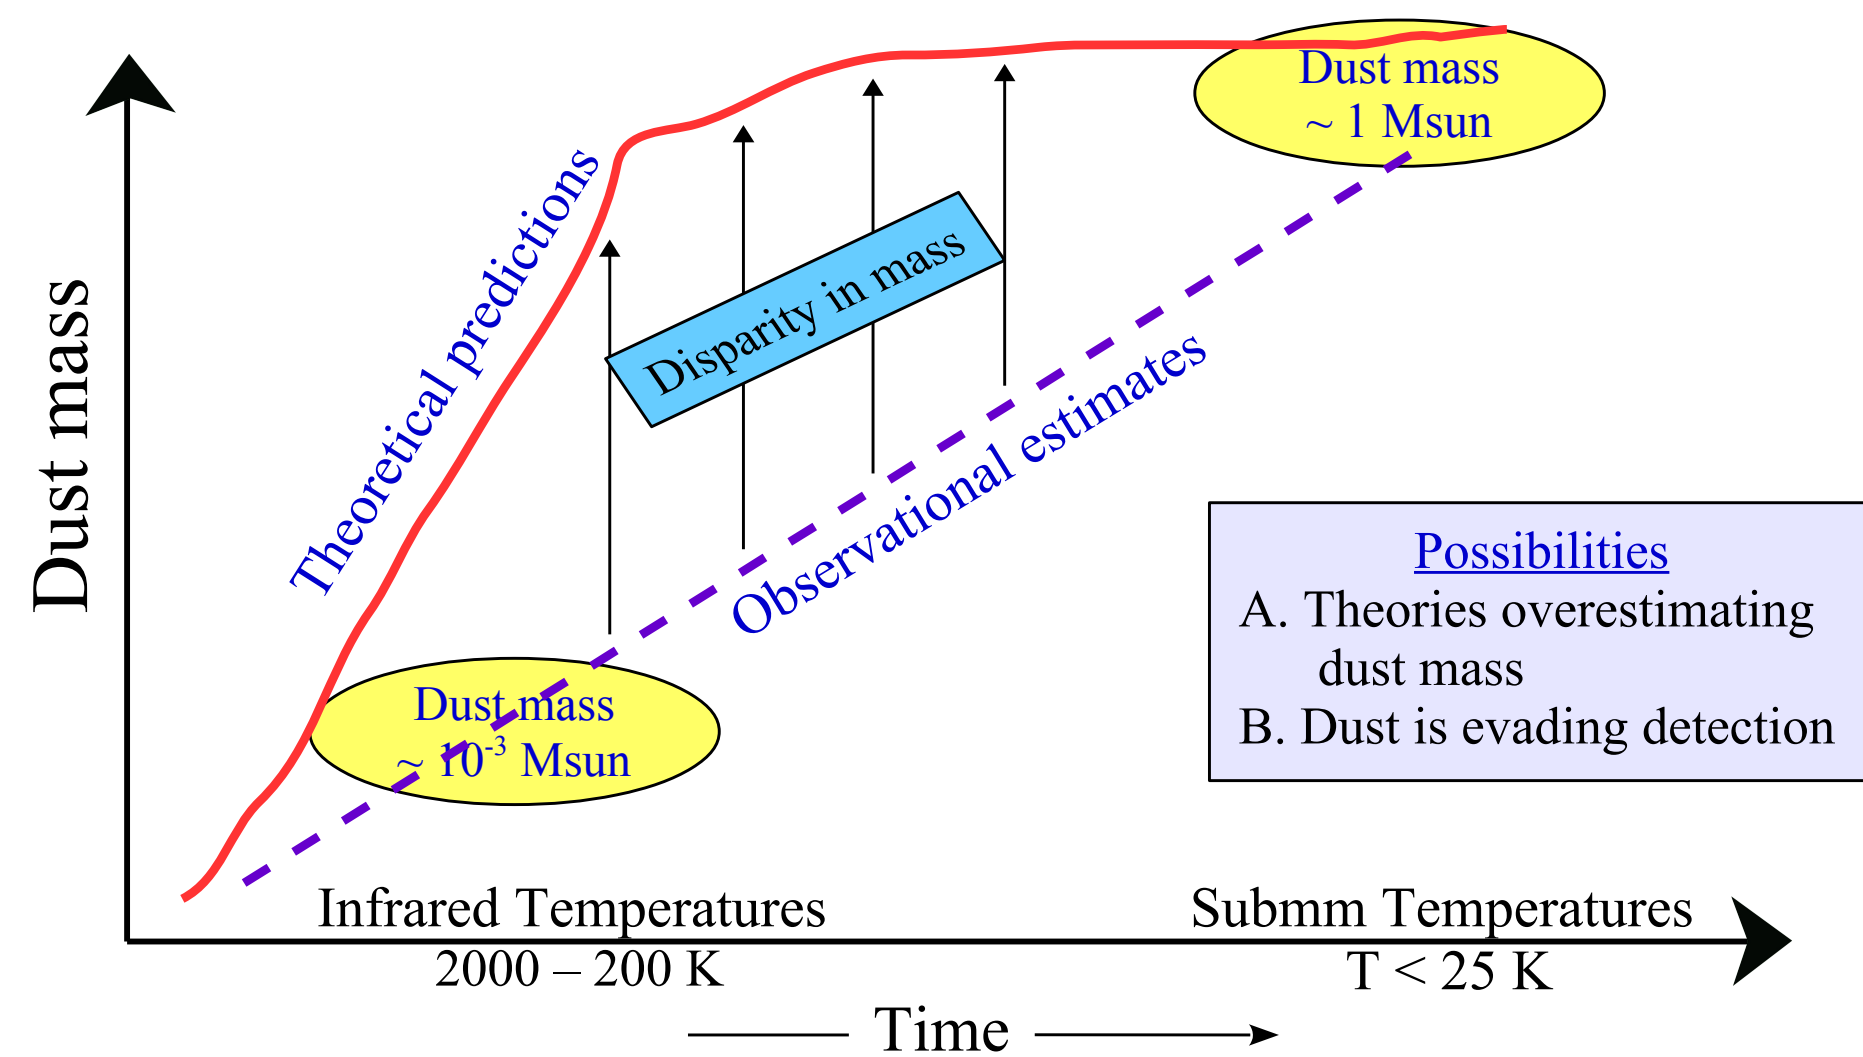 Dust mass
~ 1 Msun
Theoretical predictions
Disparity in mass
Dust mass
Observational estimates
Possibilities
A. Theories overestimating
dust mass
B. Dust is evading detection
Dust mass
~ 10⁻³ Msun
Infrared Temperatures
Submm Temperatures
2000 – 200 K
T < 25 K
Time